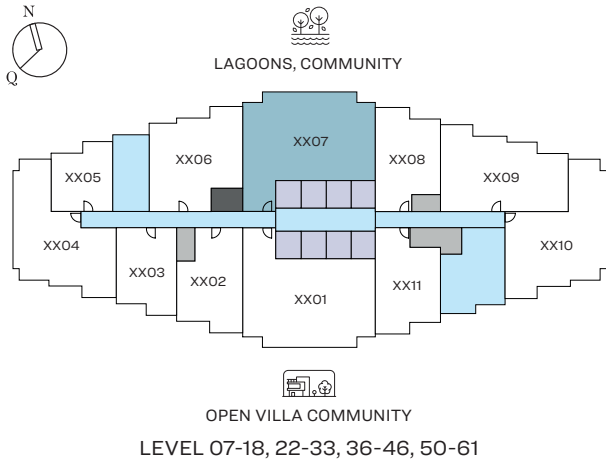 N
Q
LAGOONS, COMMUNITY
XX07
XX06
XX08
XX05
XX09
XX04
XX10
XX03
XX02
XX01
XX11
OPEN VILLA COMMUNITY
LEVEL 07-18, 22-33, 36-46, 50-61